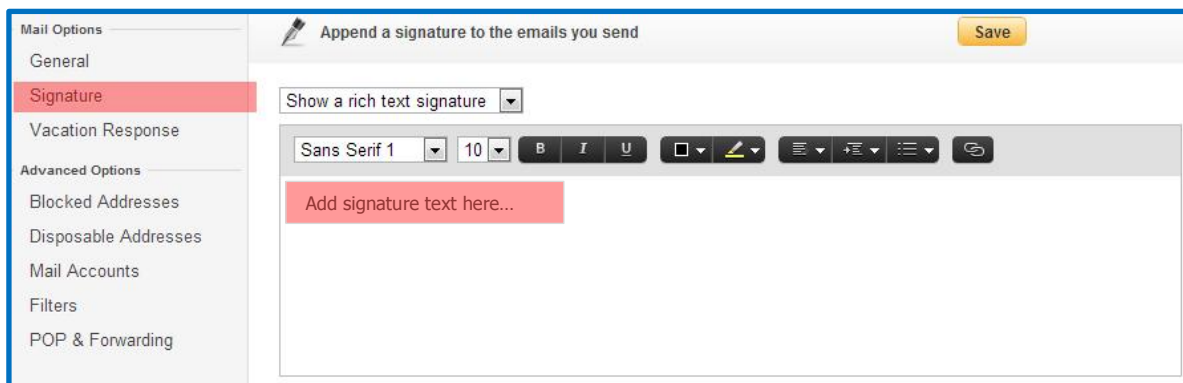 Mail Options
General
Signature
Vacation Response
Advanced Options
Blocked Addresses
Disposable Addresses
Mail Accounts
Filters
POP & Forwarding
Append a signature to the emails you send
Save
Show a rich text signature
Sans Serif 1 10 B I U
Add signature text here...